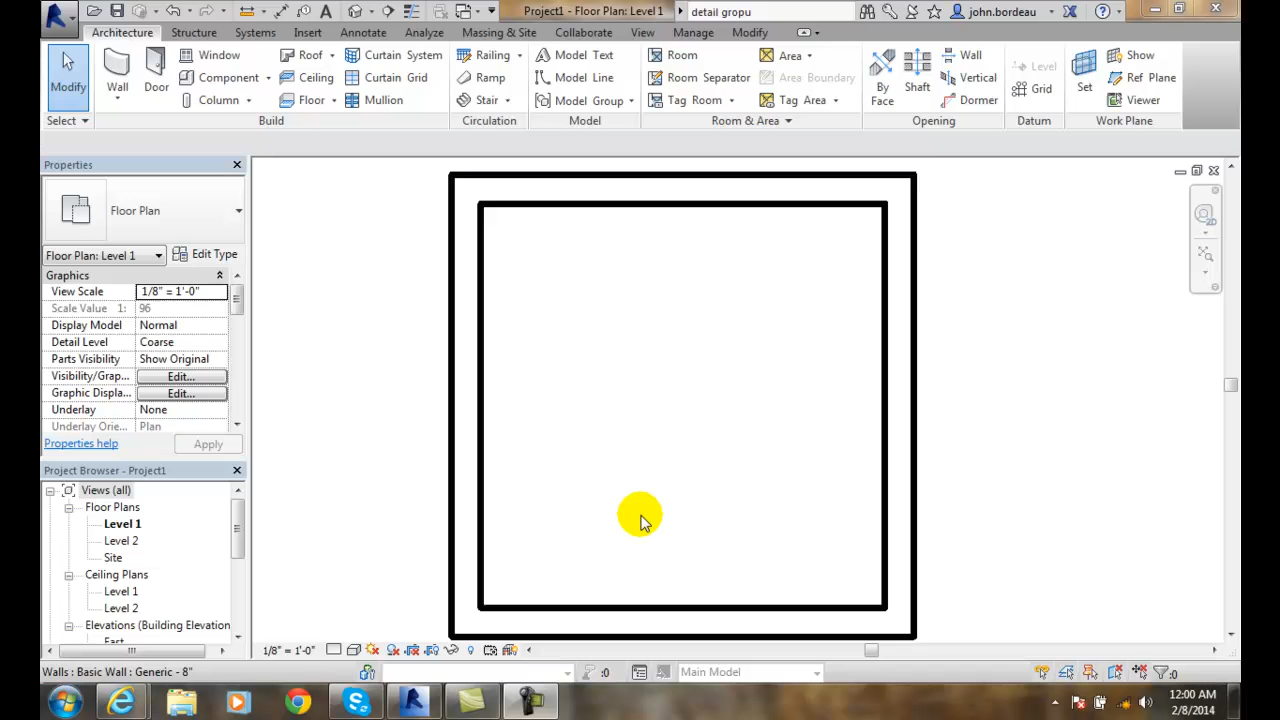 Project1 - Floor Plan: Level 1
detail gropu
john.bordeau
Architecture Structure Systems Insert Annotate Analyze Massing & Site Collaborate View Manage Modify
Modify
Select
Wall
Door
Window
Component
Column
Roof
Ceiling
Floor
Curtain System
Curtain Grid
Mullion
Build
Railing
Ramp
Stair
Circulation
Model Text
Model Line
Model Group
Model
Room
Room Separator
Tag Room
Area
Area Boundary
Tag Area
Room & Area
By Face
Shaft
Wall
Vertical
Dormer
Opening
Level
Grid
Datum
Set
Show
Ref Plane
Viewer
Work Plane
Properties
Floor Plan
Floor Plan: Level 1 Edit Type
Graphics
View Scale 1/8" = 1'-0"
Scale Value 1: 96
Display Model Normal
Detail Level Coarse
Parts Visibility Show Original
Visibility/Grap... Edit...
Graphic Displa... Edit...
Underlay None
Underlay Orie... Plan
Properties help Apply
Project Browser - Project1
Views (all)
Floor Plans
Level 1
Level 2
Site
Ceiling Plans
Level 1
Level 2
Elevations (Building Elevation
East
2D
1/8" = 1'-0"
Walls : Basic Wall : Generic - 8"
:0
Main Model
:0
12:00 AM
2/8/2014